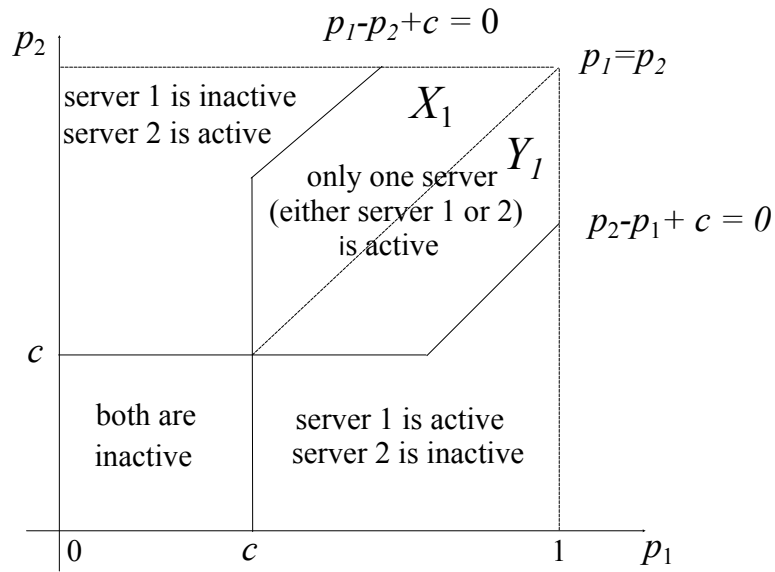 p1-p2+c = 0
p2
p1=p2
server 1 is inactive
server 2 is active
X1
Y1
only one server
(either server 1 or 2)
is active
p2-p1+ c = 0
c
both are
inactive
server 1 is active
server 2 is inactive
0
c
1
p1